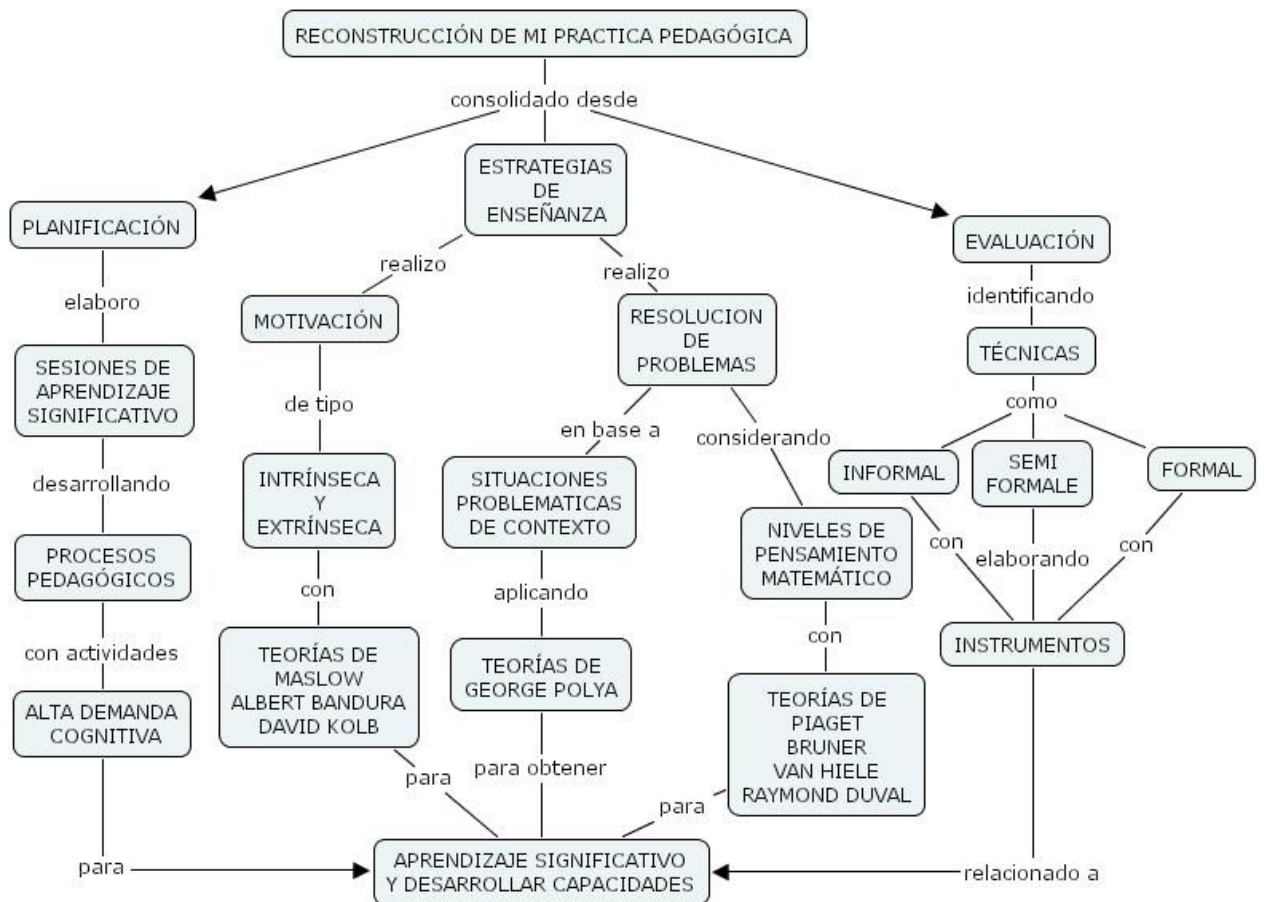 RECONSTRUCCIÓN DE MI PRACTICA PEDAGÓGICA
consolidado desde
PLANIFICACIÓN
elaboro
SESIONES DE
APRENDIZAJE
SIGNIFICATIVO
desarrollando
PROCESOS
PEDAGÓGICOS
con actividades
ALTA DEMANDA
COGNITIVA
para
ESTRATEGIAS
DE
ENSEÑANZA
realizo
MOTIVACIÓN
de tipo
INTRÍNSECA
Y
EXTRÍNSECA
con
TEORÍAS DE
MASLOW
ALBERT BANDURA
DAVID KOLB
para
realizo
RESOLUCION
DE
PROBLEMAS
en base a
SITUACIONES
PROBLEMATICAS
DE CONTEXTO
aplicando
TEORÍAS DE
GEORGE POLYA
para obtener
considerando
NIVELES DE
PENSAMIENTO
MATEMÁTICO
con
TEORÍAS DE
PIAGET
BRUNER
VAN HIELE
RAYMOND DUVAL
para
EVALUACIÓN
identificando
TÉCNICAS
como
INFORMAL
SEMI
FORMALE
FORMAL
con
elaborando
con
INSTRUMENTOS
relacionado a
APRENDIZAJE SIGNIFICATIVO
Y DESARROLLAR CAPACIDADES